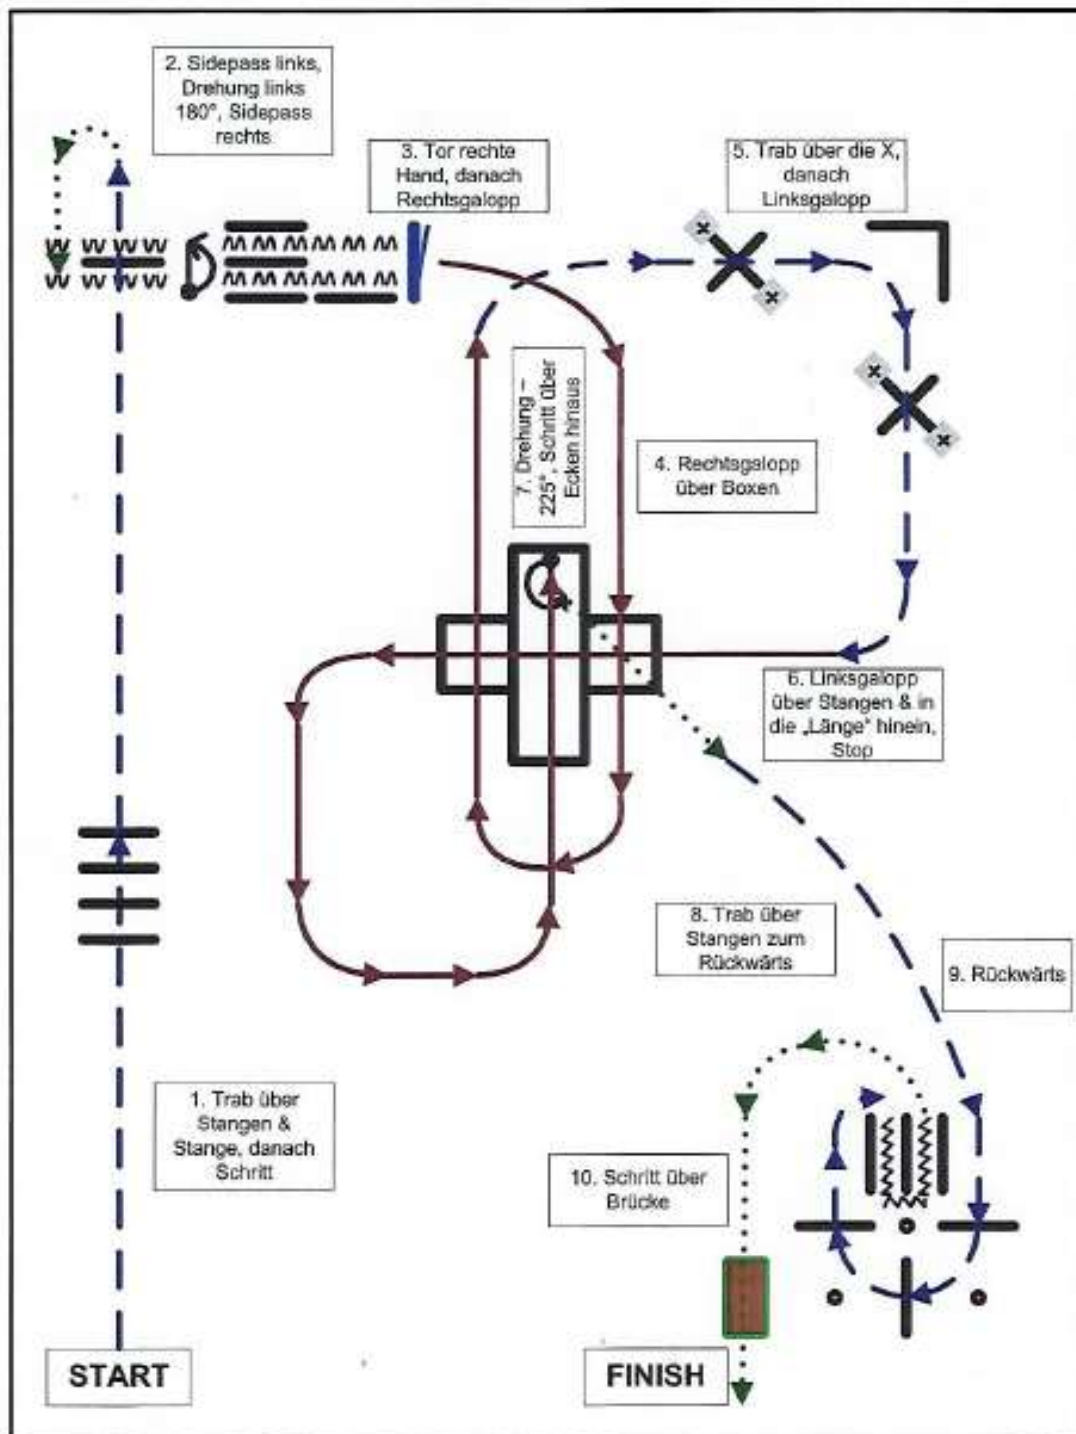 2. Sidepass links,
Drehung links
180°, Sidepass
rechts
3. Tor rechte
Hand, danach
Rechtsgalopp
5. Trab über die X,
danach
Linksgalopp
x
x
x
x
7. Drehung –
225°, Schritt über
Ecken hinaus
4. Rechtsgalopp
über Boxen
6. Linksgalopp
über Stangen & in
die „Länge“ hinein,
Stop
8. Trab über
Stangen zum
Rückwärts
9. Rückwärts
1. Trab über
Stangen &
Stange, danach
Schritt
10. Schritt über
Brücke
START
FINISH